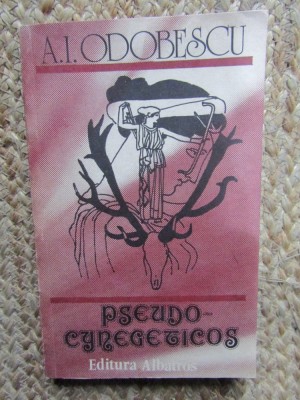 A.I. ODOBESCU
PSEUDO-
CYNEGETICOS
Editura Albatros